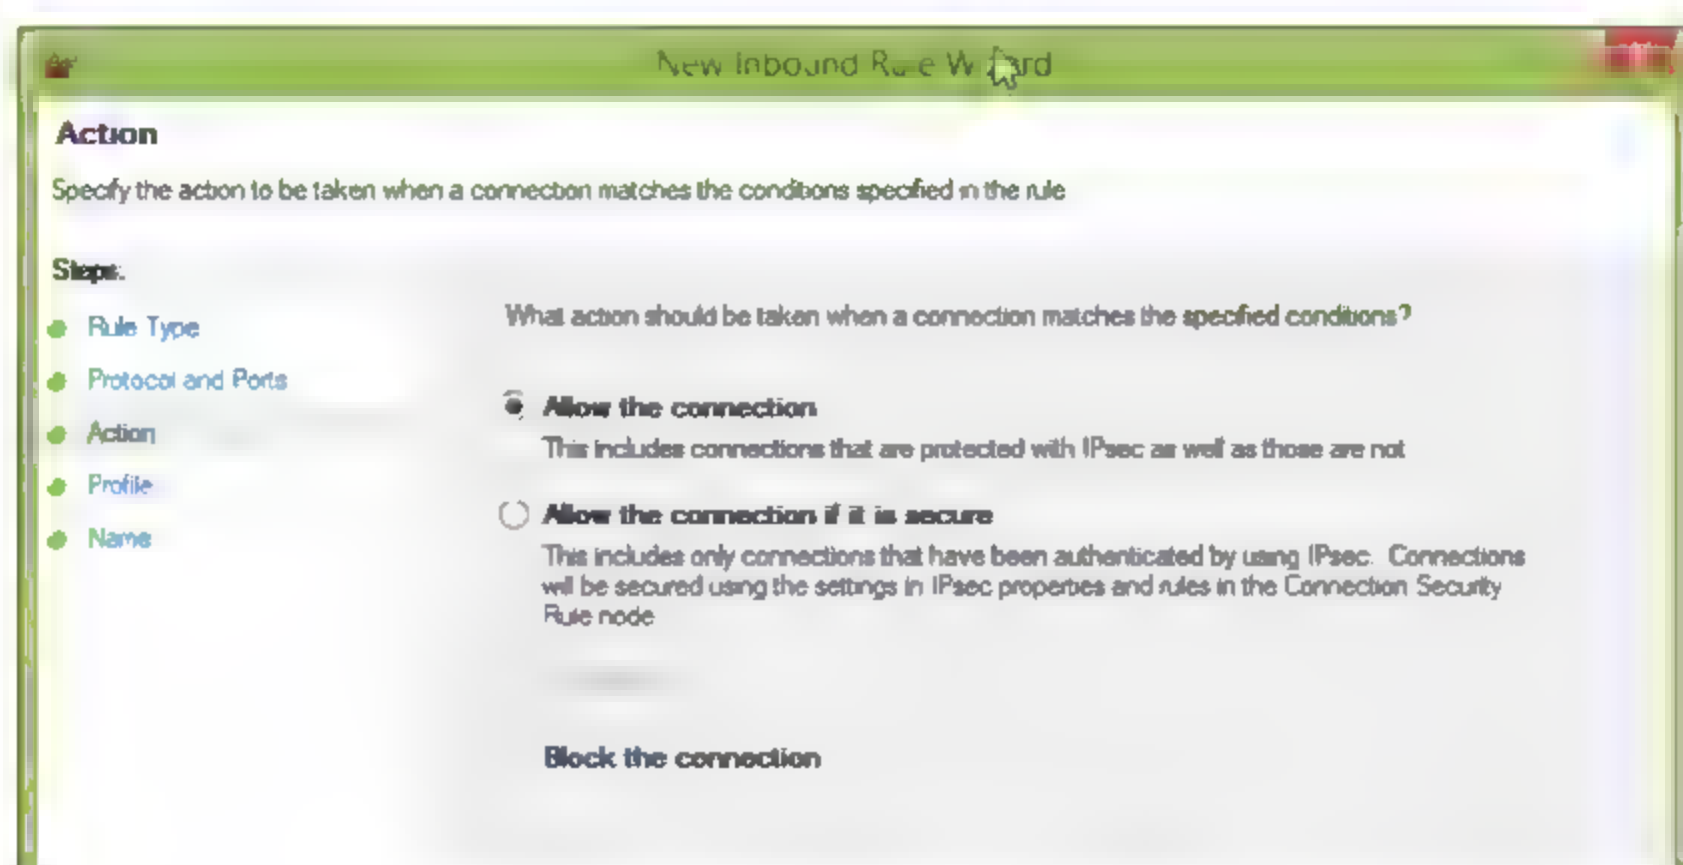 New Inbound Rule Wizard
Action
Specify the action to be taken when a connection matches the conditions specified in the rule
Steps:
Rule Type
Protocol and Ports
Action
Profile
Name
What action should be taken when a connection matches the specified conditions?
Allow the connection
This includes connections that are protected with IPsec as well as those are not
Allow the connection if it is secure
This includes only connections that have been authenticated by using IPsec. Connections
will be secured using the settings in IPsec properties and rules in the Connection Security
Rule node
Block the connection